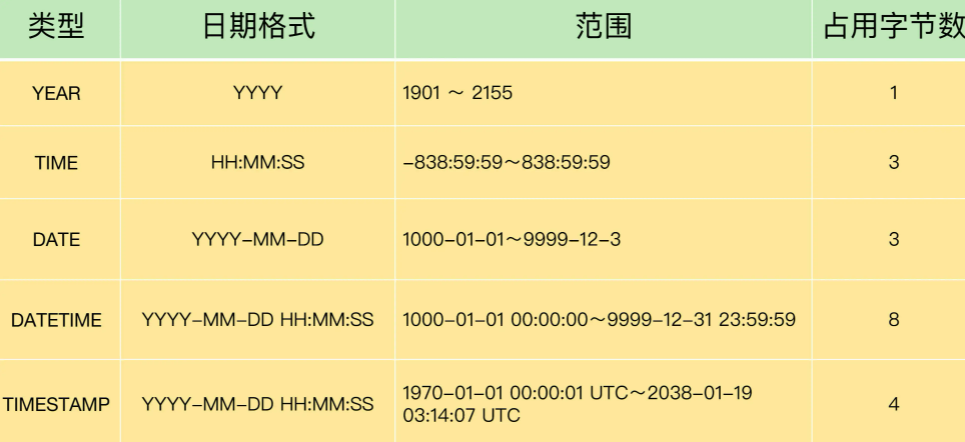 类型 日期格式 范围 占用字节数
YEAR YYYY 1901 ~ 2155 1
TIME HH:MM:SS -838:59:59~838:59:59 3
DATE YYYY-MM-DD 1000-01-01~9999-12-3 3
DATETIME YYYY-MM-DD HH:MM:SS 1000-01-01 00:00:00~9999-12-31 23:59:59 8
TIMESTAMP YYYY-MM-DD HH:MM:SS 1970-01-01 00:00:01 UTC~2038-01-19
03:14:07 UTC 4